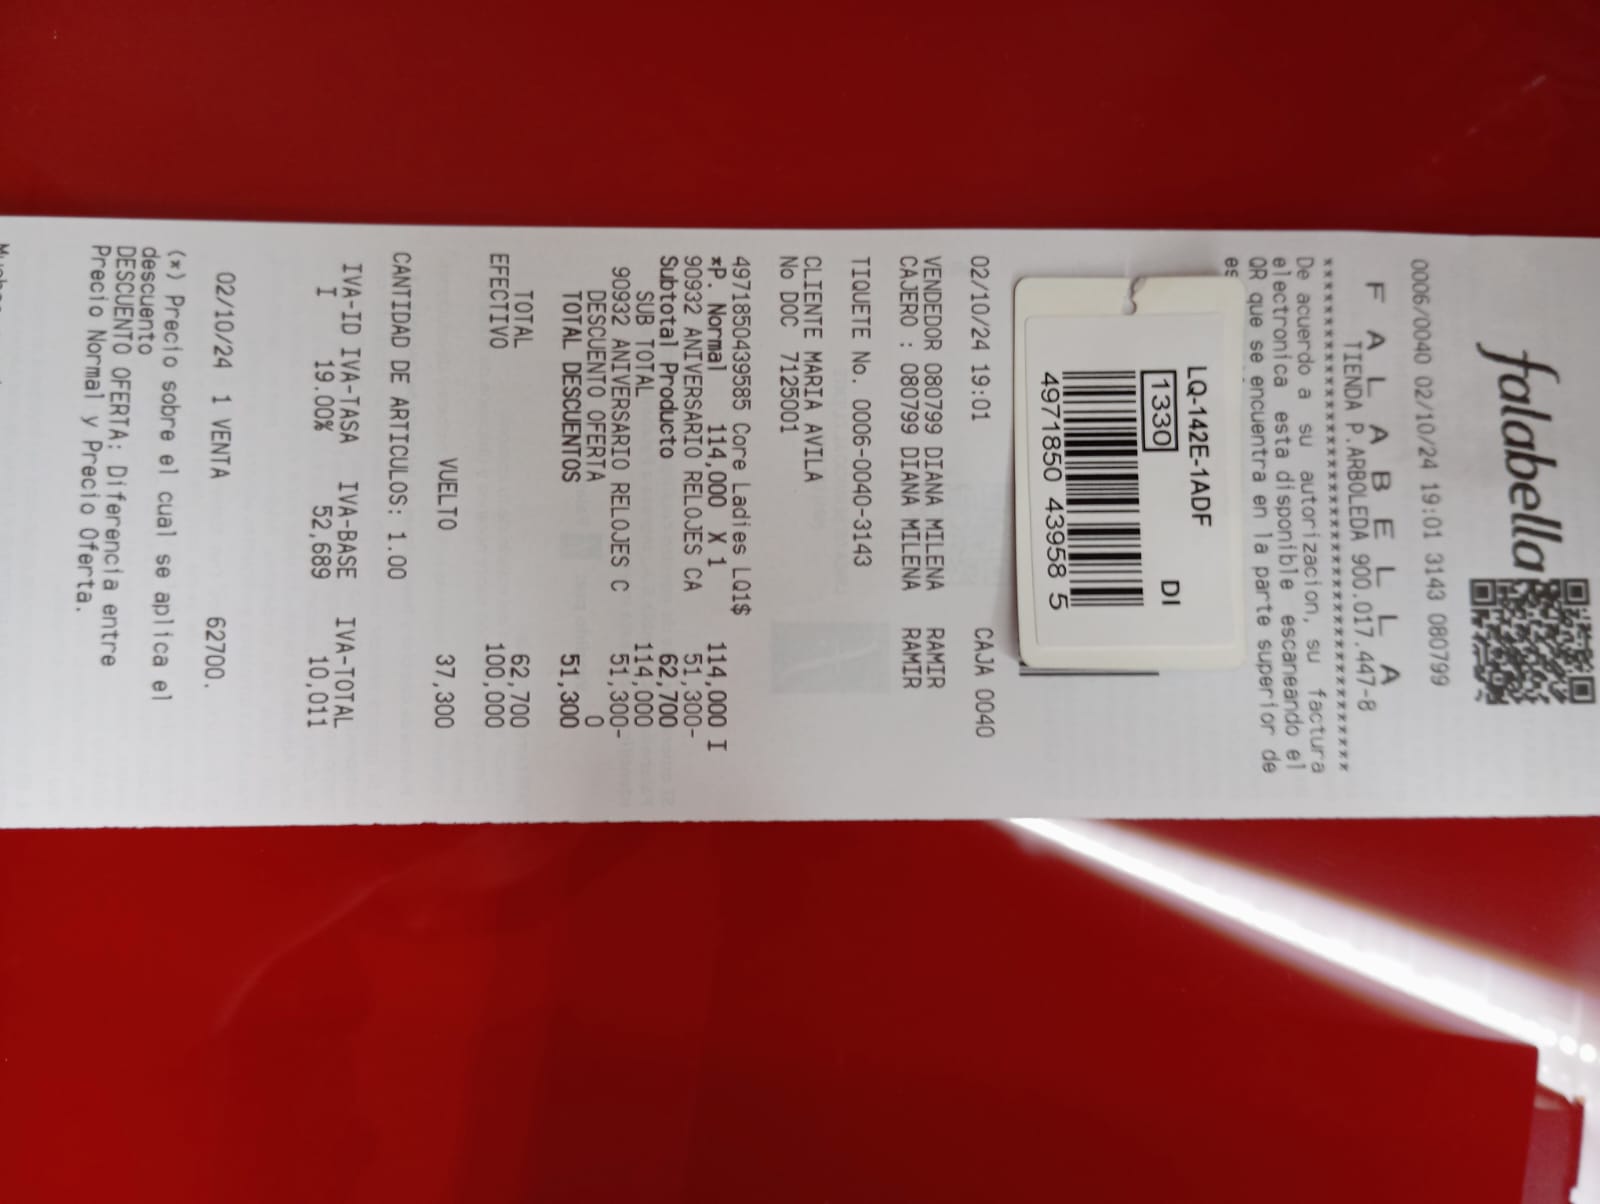 falabella
0006/0040 02/10/24 19:01 3143 080799
F A L A B E L L A
TIENDA P.ARBOLEDA 900.017.447-8
De acuerdo a su autorizacion, su factura
electronica esta disponible escaneando el
QR que se encuentra en la parte superior de
es
LQ-142E-1ADF DI
1330
4971850 43958 5
02/10/24 19:01 CAJA 0040
VENDEDOR 080799 DIANA MILENA RAMIR
CAJERO : 080799 DIANA MILENA RAMIR
TIQUETE No. 0006-0040-3143
CLIENTE MARIA AVILA
No DOC 7125001
4971850439585 Core Ladies LQ1$
*P. Normal 114,000 X 1 114,000 I
90932 ANIVERSARIO RELOJES CA 51,300-
Subtotal Producto 62,700
SUB TOTAL 114,000
90932 ANIVERSARIO RELOJES C 51,300-
DESCUENTO OFERTA 0
TOTAL DESCUENTOS 51,300
TOTAL 62,700
EFECTIVO 100,000
VUELTO 37,300
CANTIDAD DE ARTICULOS: 1.00
IVA-ID IVA-TASA IVA-BASE IVA-TOTAL
I 19.00% 52,689 10,011
02/10/24 1 VENTA 62700.
(*) Precio sobre el cual se aplica el
descuento
DESCUENTO OFERTA: Diferencia entre
Precio Normal y Precio Oferta.